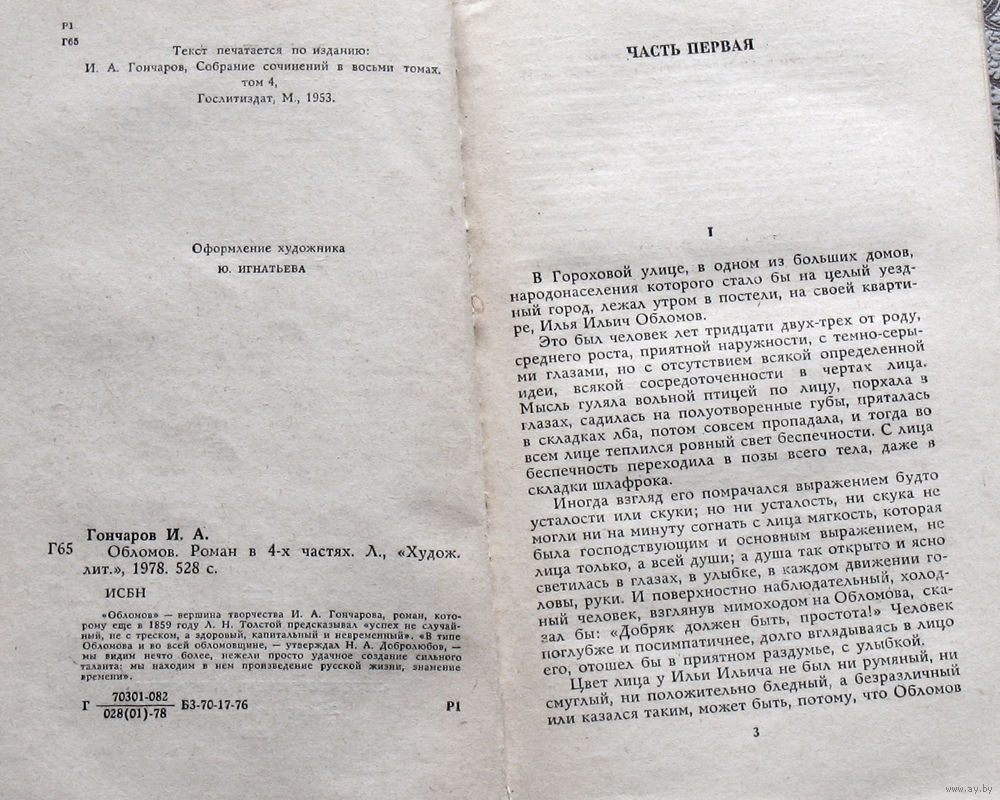 Р1
Г65
Текст печатается по изданию:
И. А. Гончаров, Собрание сочинений в восьми томах,
том 4,
Гослитиздат, М., 1953.
Оформление художника
Ю. ИГНАТЬЕВА
Гончаров И. А.
Г65 Обломов. Роман в 4-х частях. Л., «Худож.
лит.», 1978. 528 с.
ИСБН
«Обломов» — вершина творчества И. А. Гончарова, роман, кото-
рому еще в 1859 году Л. Н. Толстой предсказывал «успех не случай-
ный, не с треском, а здоровый, капитальный и невременный». «В типе
Обломова и во всей обломовщине, — утверждал Н. А. Добролюбов, —
мы видим нечто более, нежели просто удачное создание сильного
таланта: мы находим в нем произведение русской жизни, знамение
времени».
Г 70301-082
028(01)-78 БЗ-70-17-76 Р1
ЧАСТЬ ПЕРВАЯ
I
В Гороховой улице, в одном из больших домов,
народонаселения которого стало бы на целый уезд-
ный город, лежал утром в постели, на своей кварти-
ре, Илья Ильич Обломов.
Это был человек лет тридцати двух-трех от роду,
среднего роста, приятной наружности, с темно-серы-
ми глазами, но с отсутствием всякой определенной
идеи, всякой сосредоточенности в чертах лица.
Мысль гуляла вольной птицей по лицу, порхала в
глазах, садилась на полуотворенные губы, пряталась
в складках лба, потом совсем пропадала, и тогда во
всем лице теплился ровный свет беспечности. С лица
беспечность переходила в позы всего тела, даже в
складки шлафрока.
Иногда взгляд его помрачался выражением будто
усталости или скуки; но ни усталость, ни скука не
могли ни на минуту согнать с лица мягкость, которая
была господствующим и основным выражением, не
лица только, а всей души; а душа так открыто и ясно
светилась в глазах, в улыбке, в каждом движении го-
ловы, руки. И поверхностно наблюдательный, холод-
ный человек, взглянув мимоходом на Обломова, ска-
зал бы: «Добряк должен быть, простота!» Человек
поглубже и посимпатичнее, долго вглядываясь в лицо
его, отошел бы в приятном раздумье, с улыбкой.
Цвет лица у Ильи Ильича не был ни румяный, ни
смуглый, ни положительно бледный, а безразличный
или казался таким, может быть, потому, что Обломов
3
www.ay.by